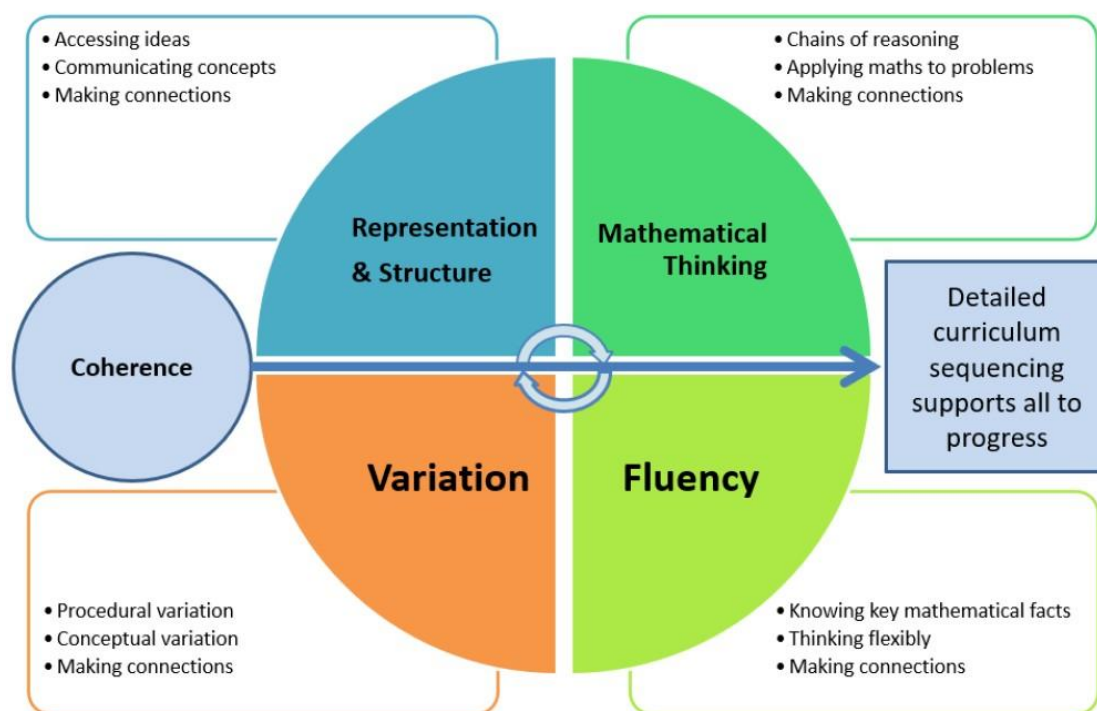 • Accessing ideas
• Communicating concepts
• Making connections
• Chains of reasoning
• Applying maths to problems
• Making connections
Representation
& Structure
Mathematical
Thinking
Coherence
Detailed
curriculum
sequencing
supports all to
progress
Variation
Fluency
• Procedural variation
• Conceptual variation
• Making connections
• Knowing key mathematical facts
• Thinking flexibly
• Making connections